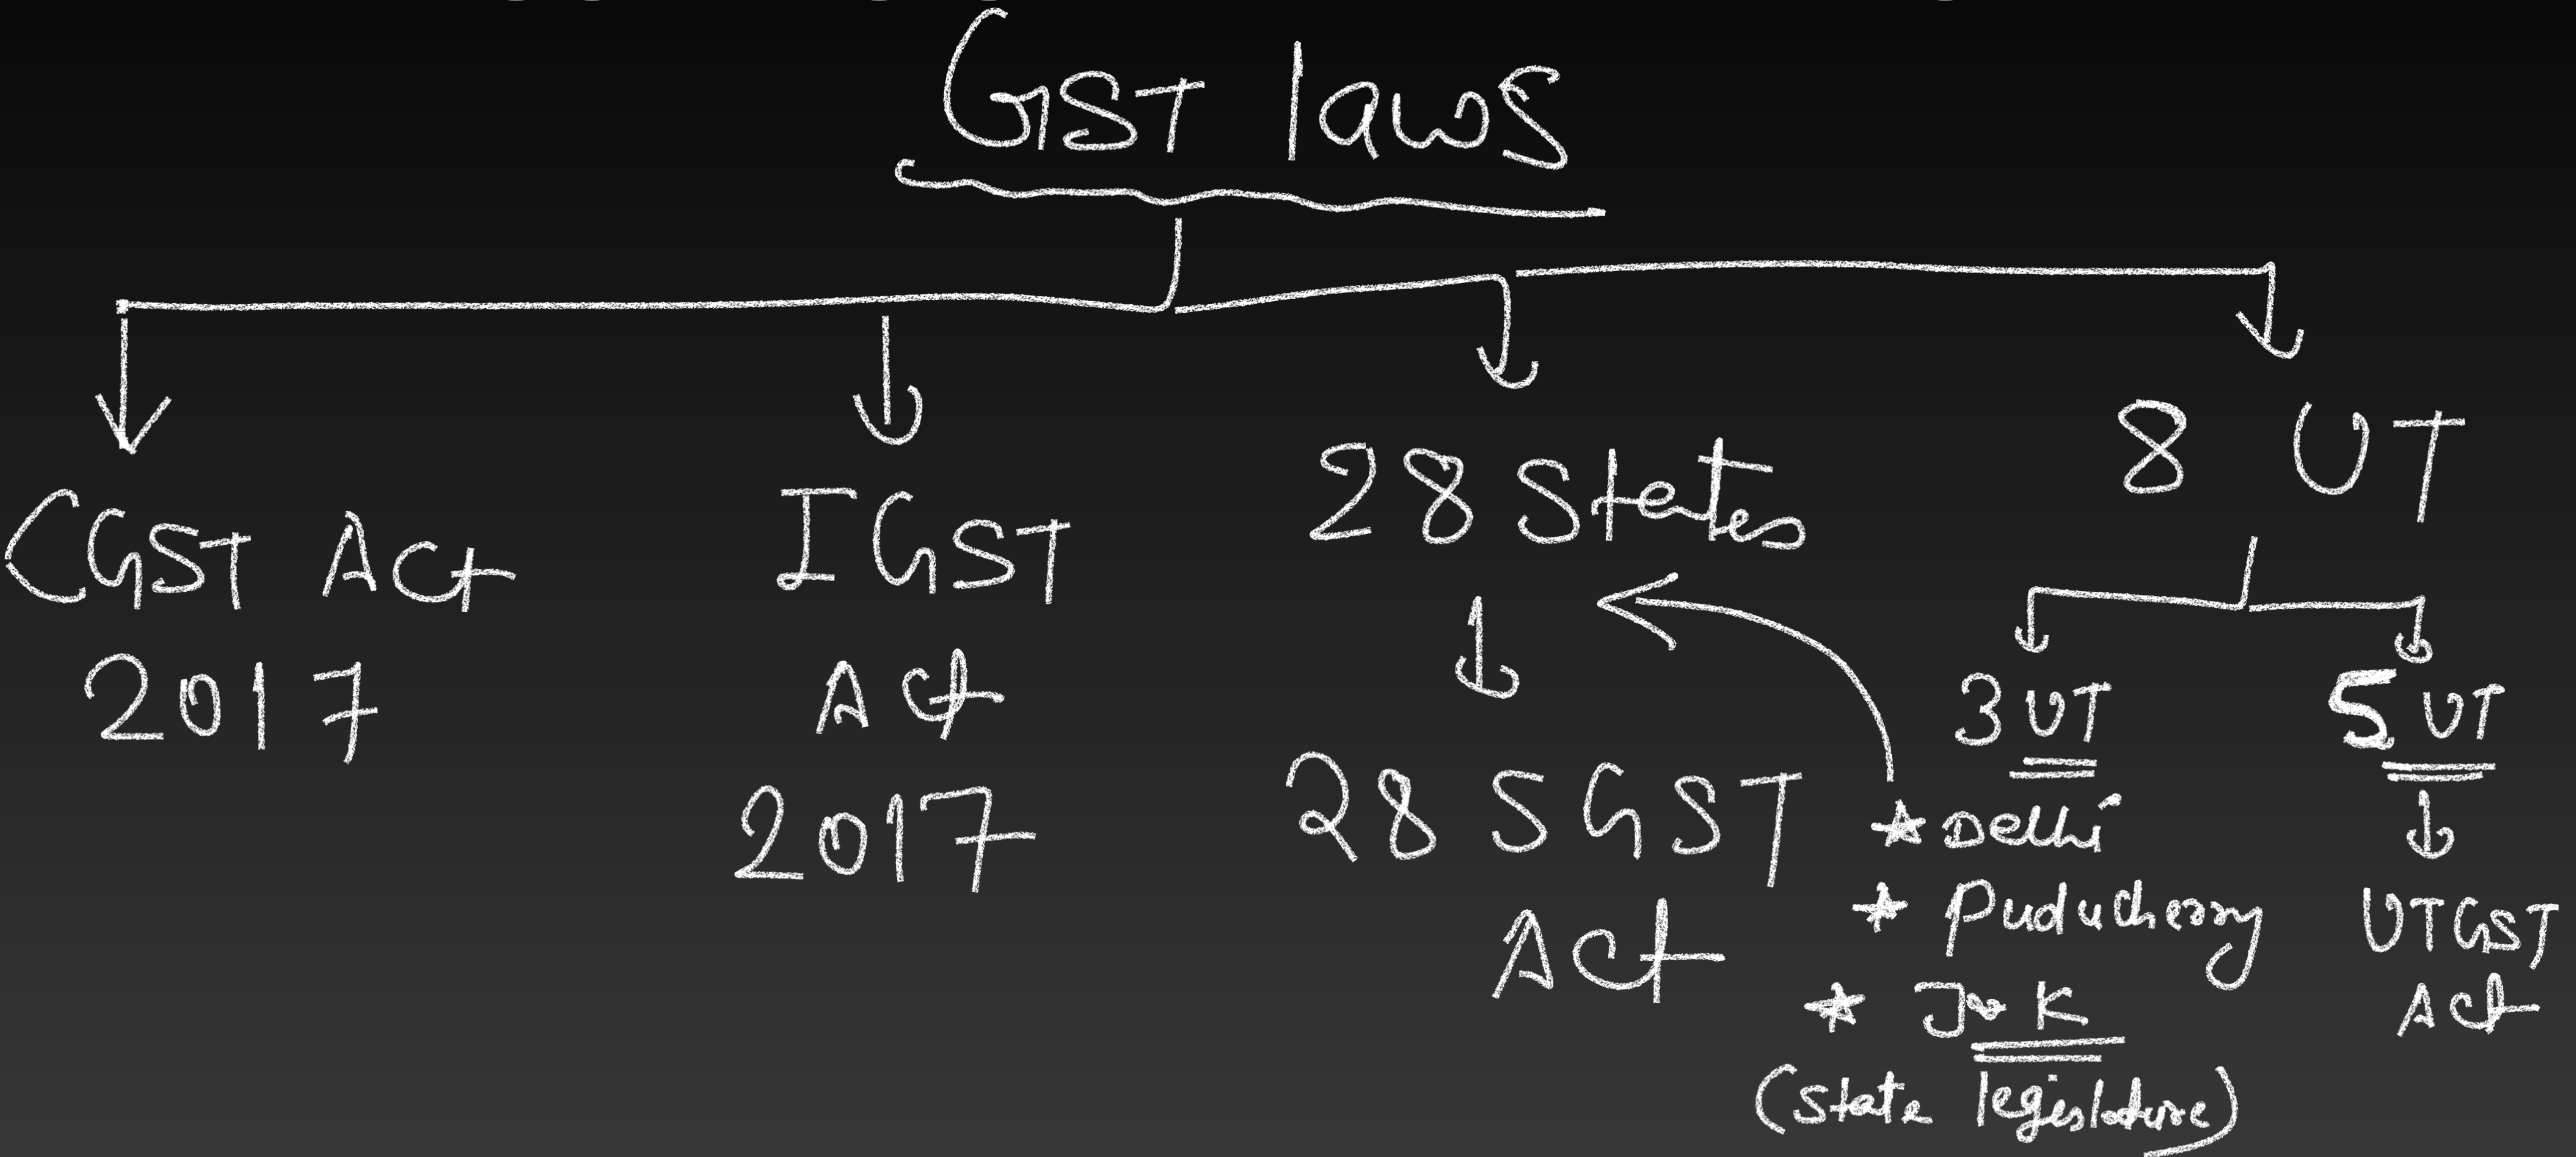 GST laws
CGST Act
2017
IGST
Act
2017
28 States
28 SGST
Act
8 UT
3 UT
* Delhi
* Puducherry
* J & K
(state legislature)
5 UT
UTGST
Act